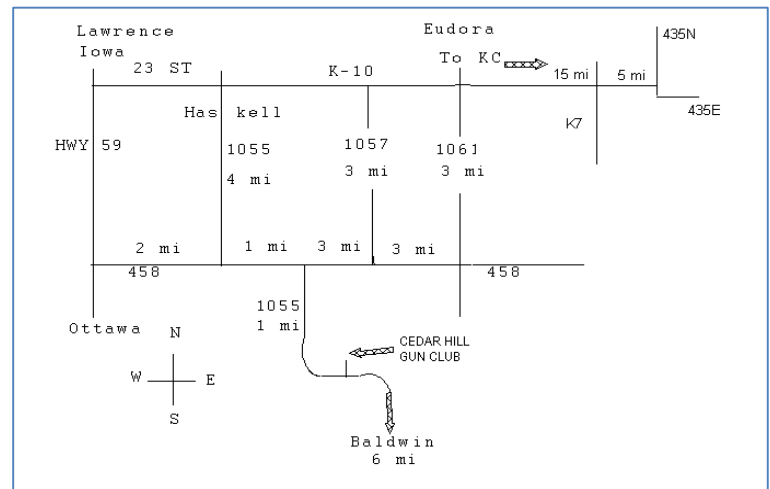 Lawrence
Iowa
23 ST
K-10
Eudora
To KC
15 mi
5 mi
435N
435E
K7
Has kell
HWY 59
1055
4 mi
1057
3 mi
1061
3 mi
2 mi
1 mi
3 mi
3 mi
458
458
1055
1 mi
Ottawa
N
W
E
S
CEDAR HILL
GUN CLUB
Baldwin
6 mi